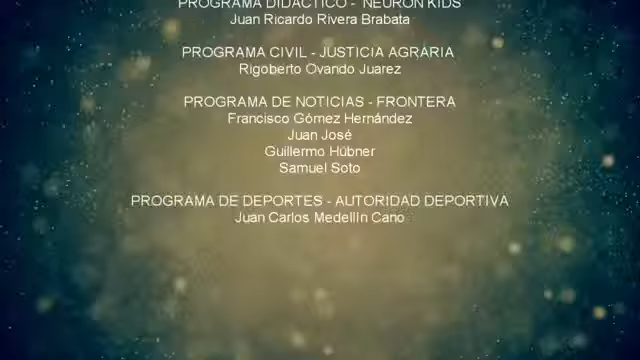 PROGRAMA DIDACTICO - NEURON KIDS
Juan Ricardo Rivera Brabata
PROGRAMA CIVIL - JUSTICIA AGRARIA
Rigoberto Ovando Juarez
PROGRAMA DE NOTICIAS - FRONTERA
Francisco Gómez Hernández
Juan José
Guillermo Hübner
Samuel Soto
PROGRAMA DE DEPORTES - AUTORIDAD DEPORTIVA
Juan Carlos Medellín Cano